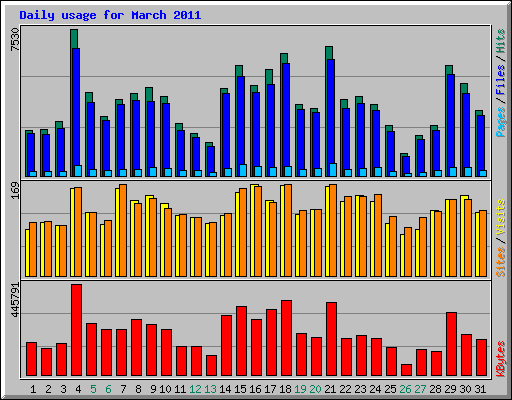 Daily usage for March 2011
7530
Pages / Files / Hits
169
Sites / Visits
445791
KBytes
1 2 3 4 5 6 7 8 9 10 11 12 13 14 15 16 17 18 19 20 21 22 23 24 25 26 27 28 29 30 31